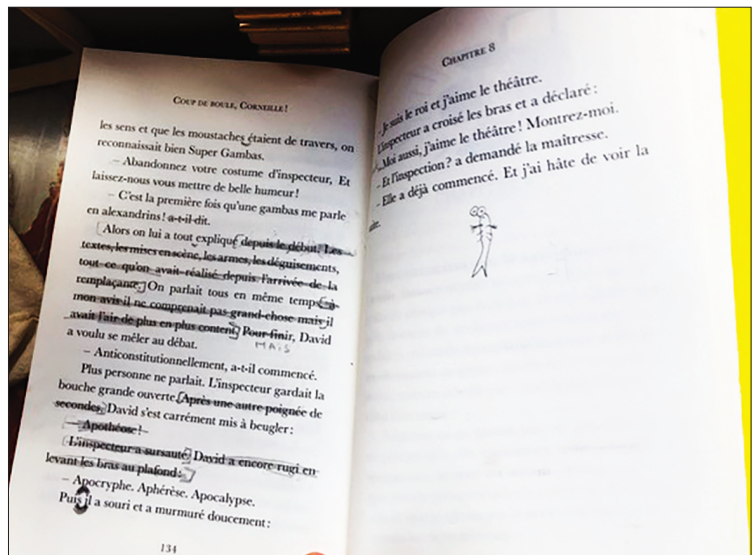 COUP DE BOULE, CORNEILLE !
les sens et que les moustaches étaient de travers, on
reconnaissait bien Super Gambas.
– Abandonnez votre costume d'inspecteur, Et
laissez-nous vous mettre de belle humeur !
– C'est la première fois qu'une gambas me parle
en alexandrins ! a-t-il dit.
Alors on lui a tout expliqué depuis le début. Les
textes, les mises en scène, les armes, les déguisements,
tout ce qu'on avait réalisé depuis l'arrivée de la
remplaçante. On parlait tous en même temps, à
mon avis il ne comprenait pas grand-chose mais il
avait l'air de plus en plus content. Pour finir, David
MAIS
a voulu se mêler au débat.
– Anticonstitutionnellement, a-t-il commencé.
Plus personne ne parlait. L'inspecteur gardait la
bouche grande ouverte. Après une autre poignée de
secondes, David s'est carrément mis à beugler :
– Apothéose !
L'inspecteur a sursauté. David a encore rugi en
levant les bras au plafond :
– Apocryphe. Aphérèse. Apocalypse.
Puis il a souri et a murmuré doucement :
134
CHAPITRE 8
– Je suis le roi et j'aime le théâtre.
L'inspecteur a croisé les bras et a déclaré :
– Moi aussi, j'aime le théâtre ! Montrez-moi.
– Et l'inspection ? a demandé la maîtresse.
– Elle a déjà commencé. Et j'ai hâte de voir la